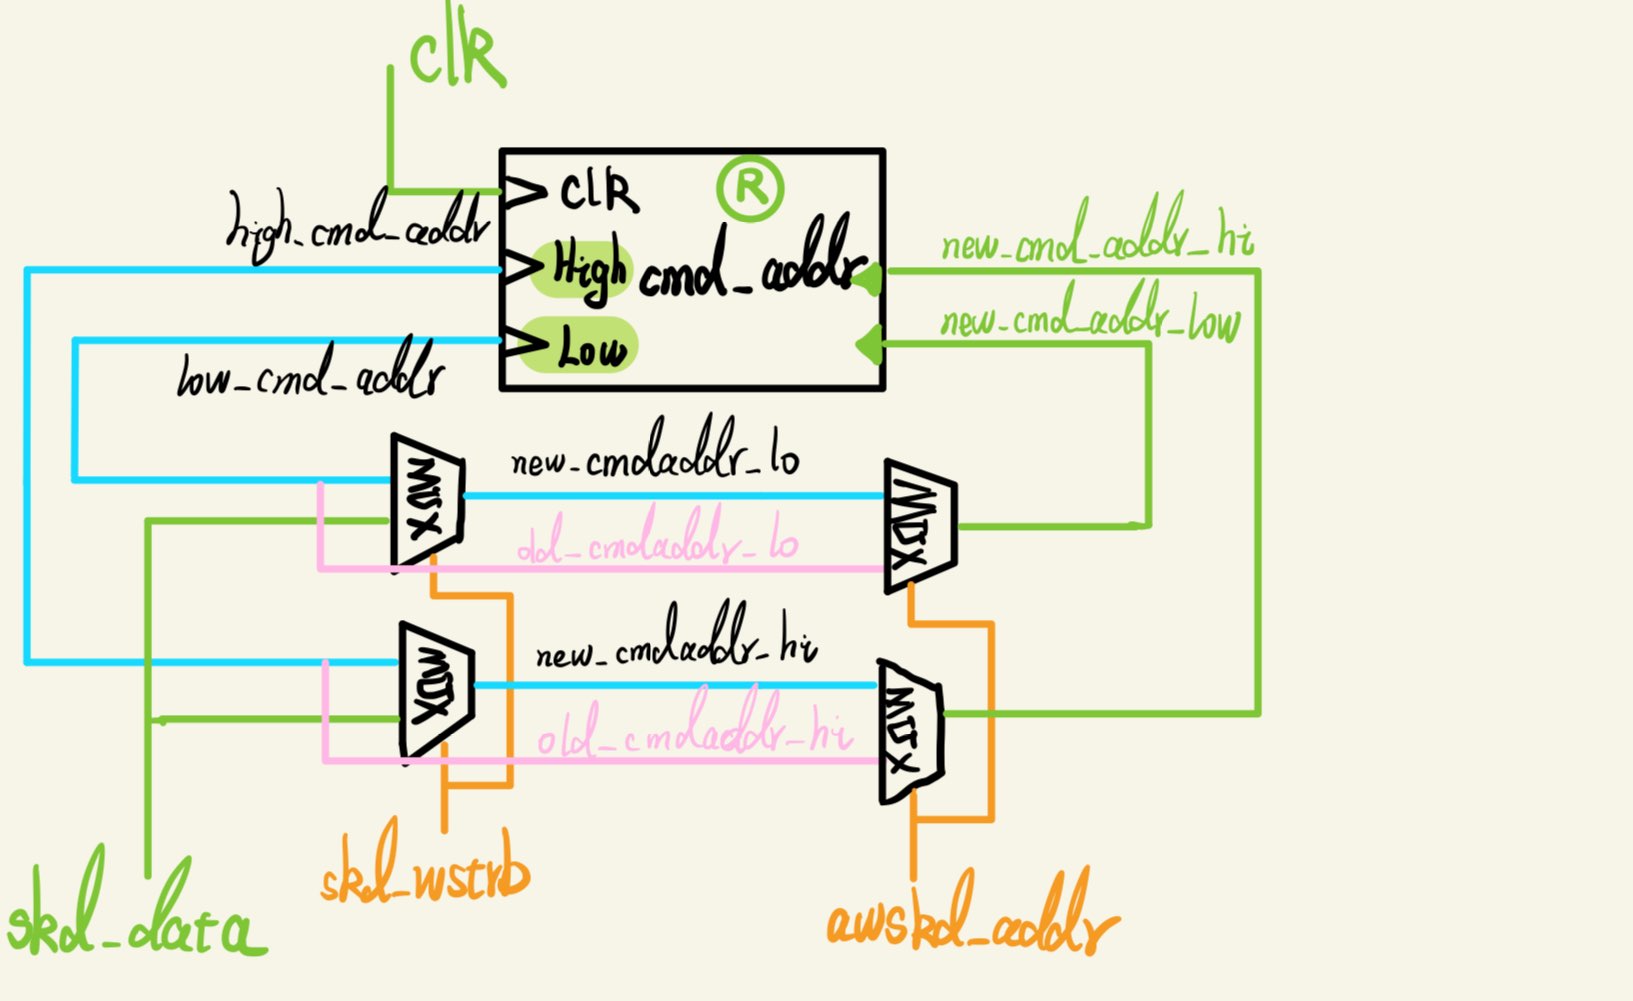 clk
clk
R
high_cmd_addr
High
cmd_addr
new_cmd_addr_hi
new_cmd_addr_low
Low
low_cmd_addr
new_cmdaddr_lo
MUX
MUX
old_cmdaddr_lo
new_cmdaddr_hi
MUX
MUX
old_cmdaddr_hi
skd_wstrb
skd_data
awskd_addr